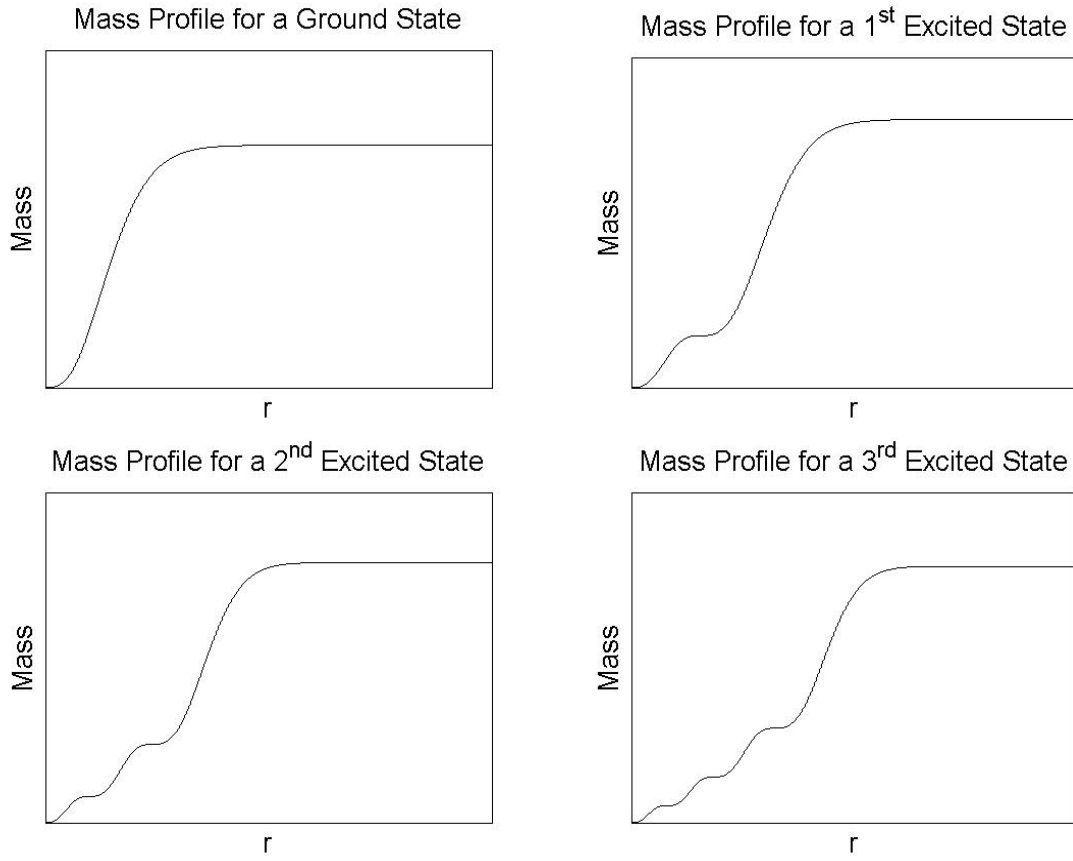 Mass Profile for a Ground State
Mass
r
Mass Profile for a 1st Excited State
Mass
r
Mass Profile for a 2nd Excited State
Mass
r
Mass Profile for a 3rd Excited State
Mass
r